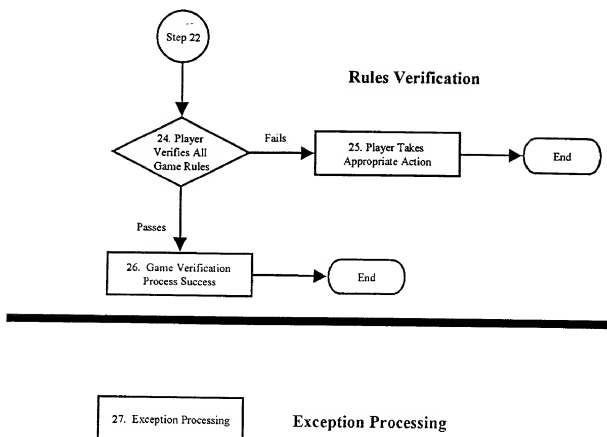 Step 22
Rules Verification
24. Player
Verifies All
Game Rules
Fails
25. Player Takes
Appropriate Action
End
Passes
26. Game Verification
Process Success
End
27. Exception Processing
Exception Processing